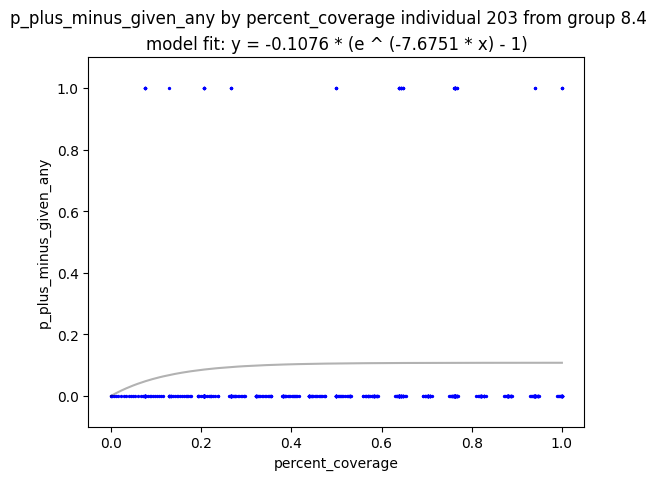 p_plus_minus_given_any by percent_coverage individual 203 from group 8.4
model fit: y = -0.1076 * (e ^ (-7.6751 * x) - 1)
1.0
0.8
0.6
0.4
0.2
0.0
p_plus_minus_given_any
0.0 0.2 0.4 0.6 0.8 1.0
percent_coverage